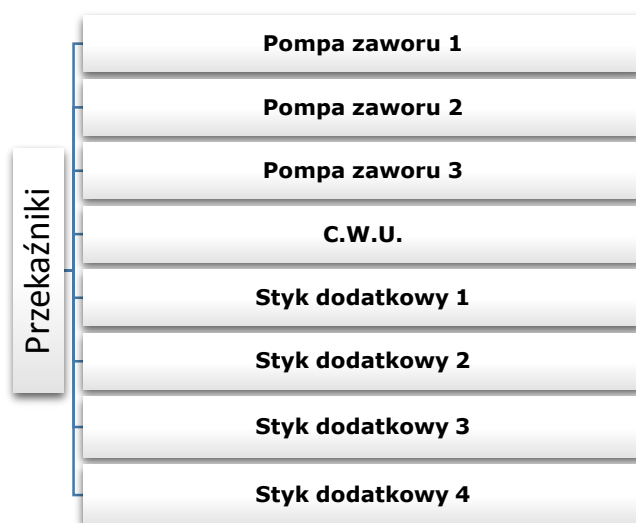 Przekaźniki
Pompa zaworu 1
Pompa zaworu 2
Pompa zaworu 3
C.W.U.
Styk dodatkowy 1
Styk dodatkowy 2
Styk dodatkowy 3
Styk dodatkowy 4